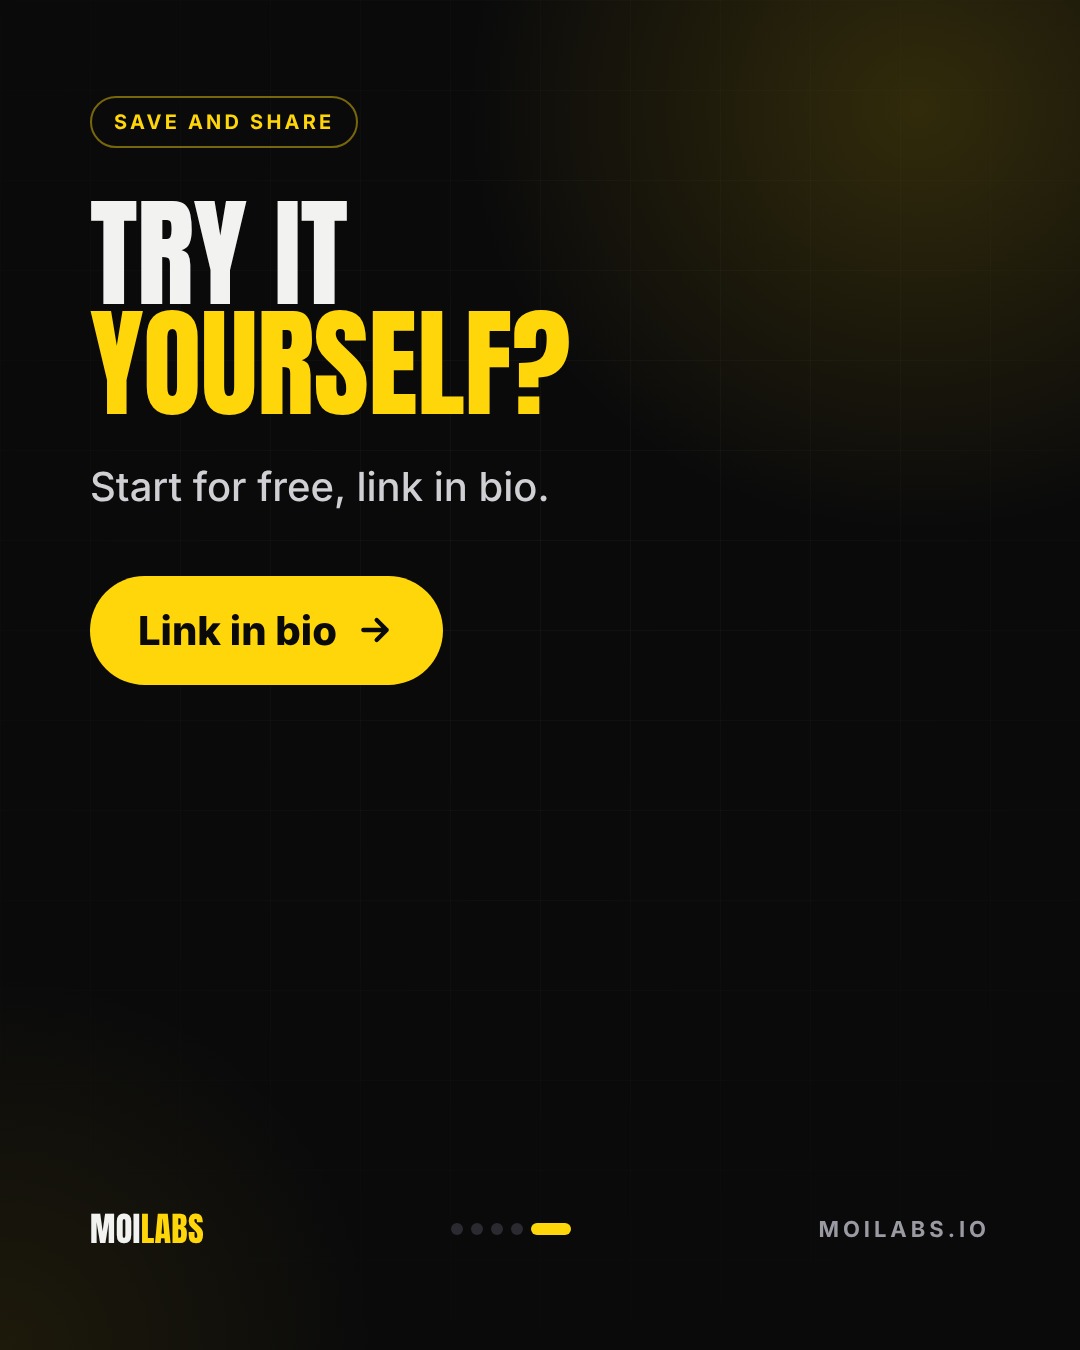 SAVE AND SHARE
TRY IT
YOURSELF?
Start for free, link in bio.
Link in bio →
MOILABS
MOILABS.IO